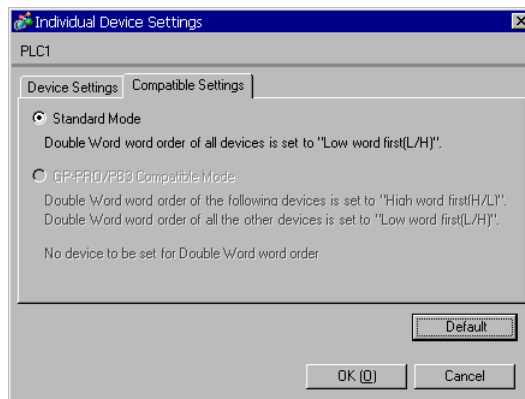 Individual Device Settings
PLC1
Device Settings
Compatible Settings
Standard Mode
Double Word word order of all devices is set to "Low word first(L/H)".
GP-PRO/PB3 Compatible Mode
Double Word word order of the following devices is set to "High word first(H/L)".
Double Word word order of all the other devices is set to "Low word first(L/H)".
No device to be set for Double Word word order
Default
OK (O)
Cancel